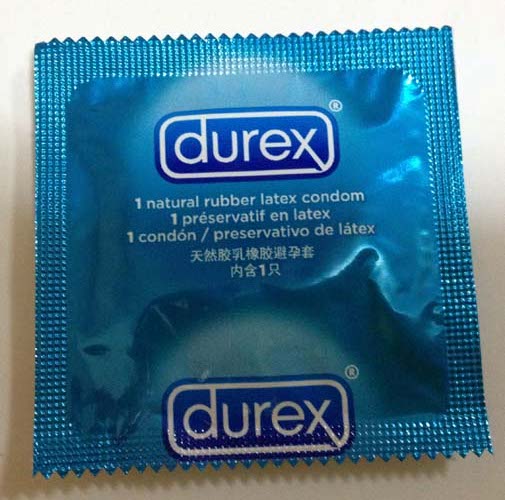 durex®
1 natural rubber latex condom
1 préservatif en latex
1 condón / preservativo de látex
天然胶乳橡胶避孕套
内含1只
durex®